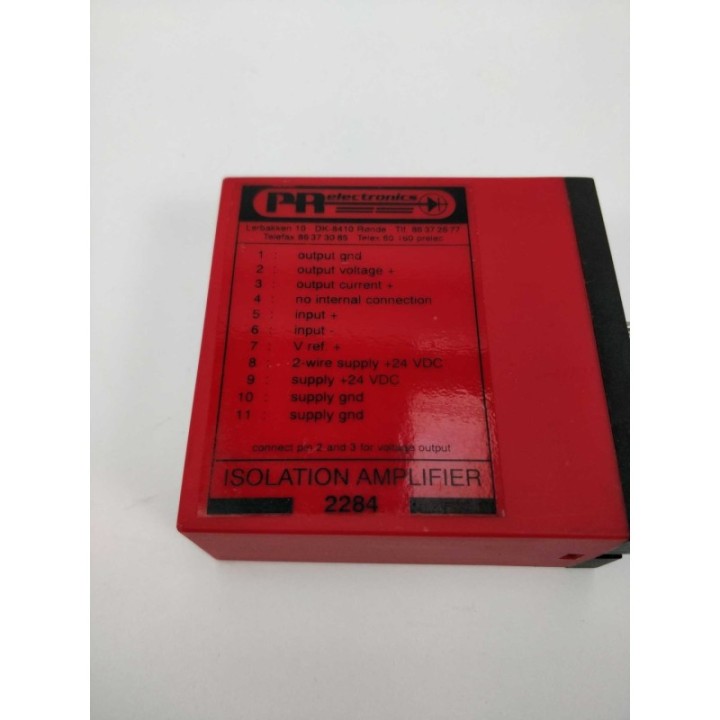 PR electronics
Lerbakken 10 DK-8410 Rønde Tlf. 86 37 26 77
Telefax 86 37 30 85 Telex 60 160 prelec
1 : output gnd
2 : output voltage +
3 : output current +
4 : no internal connection
5 : input +
6 : input -
7 : V ref. +
8 : 2-wire supply +24 VDC
9 : supply +24 VDC
10 : supply gnd
11 : supply gnd
connect pin 2 and 3 for voltage output
ISOLATION AMPLIFIER
2284